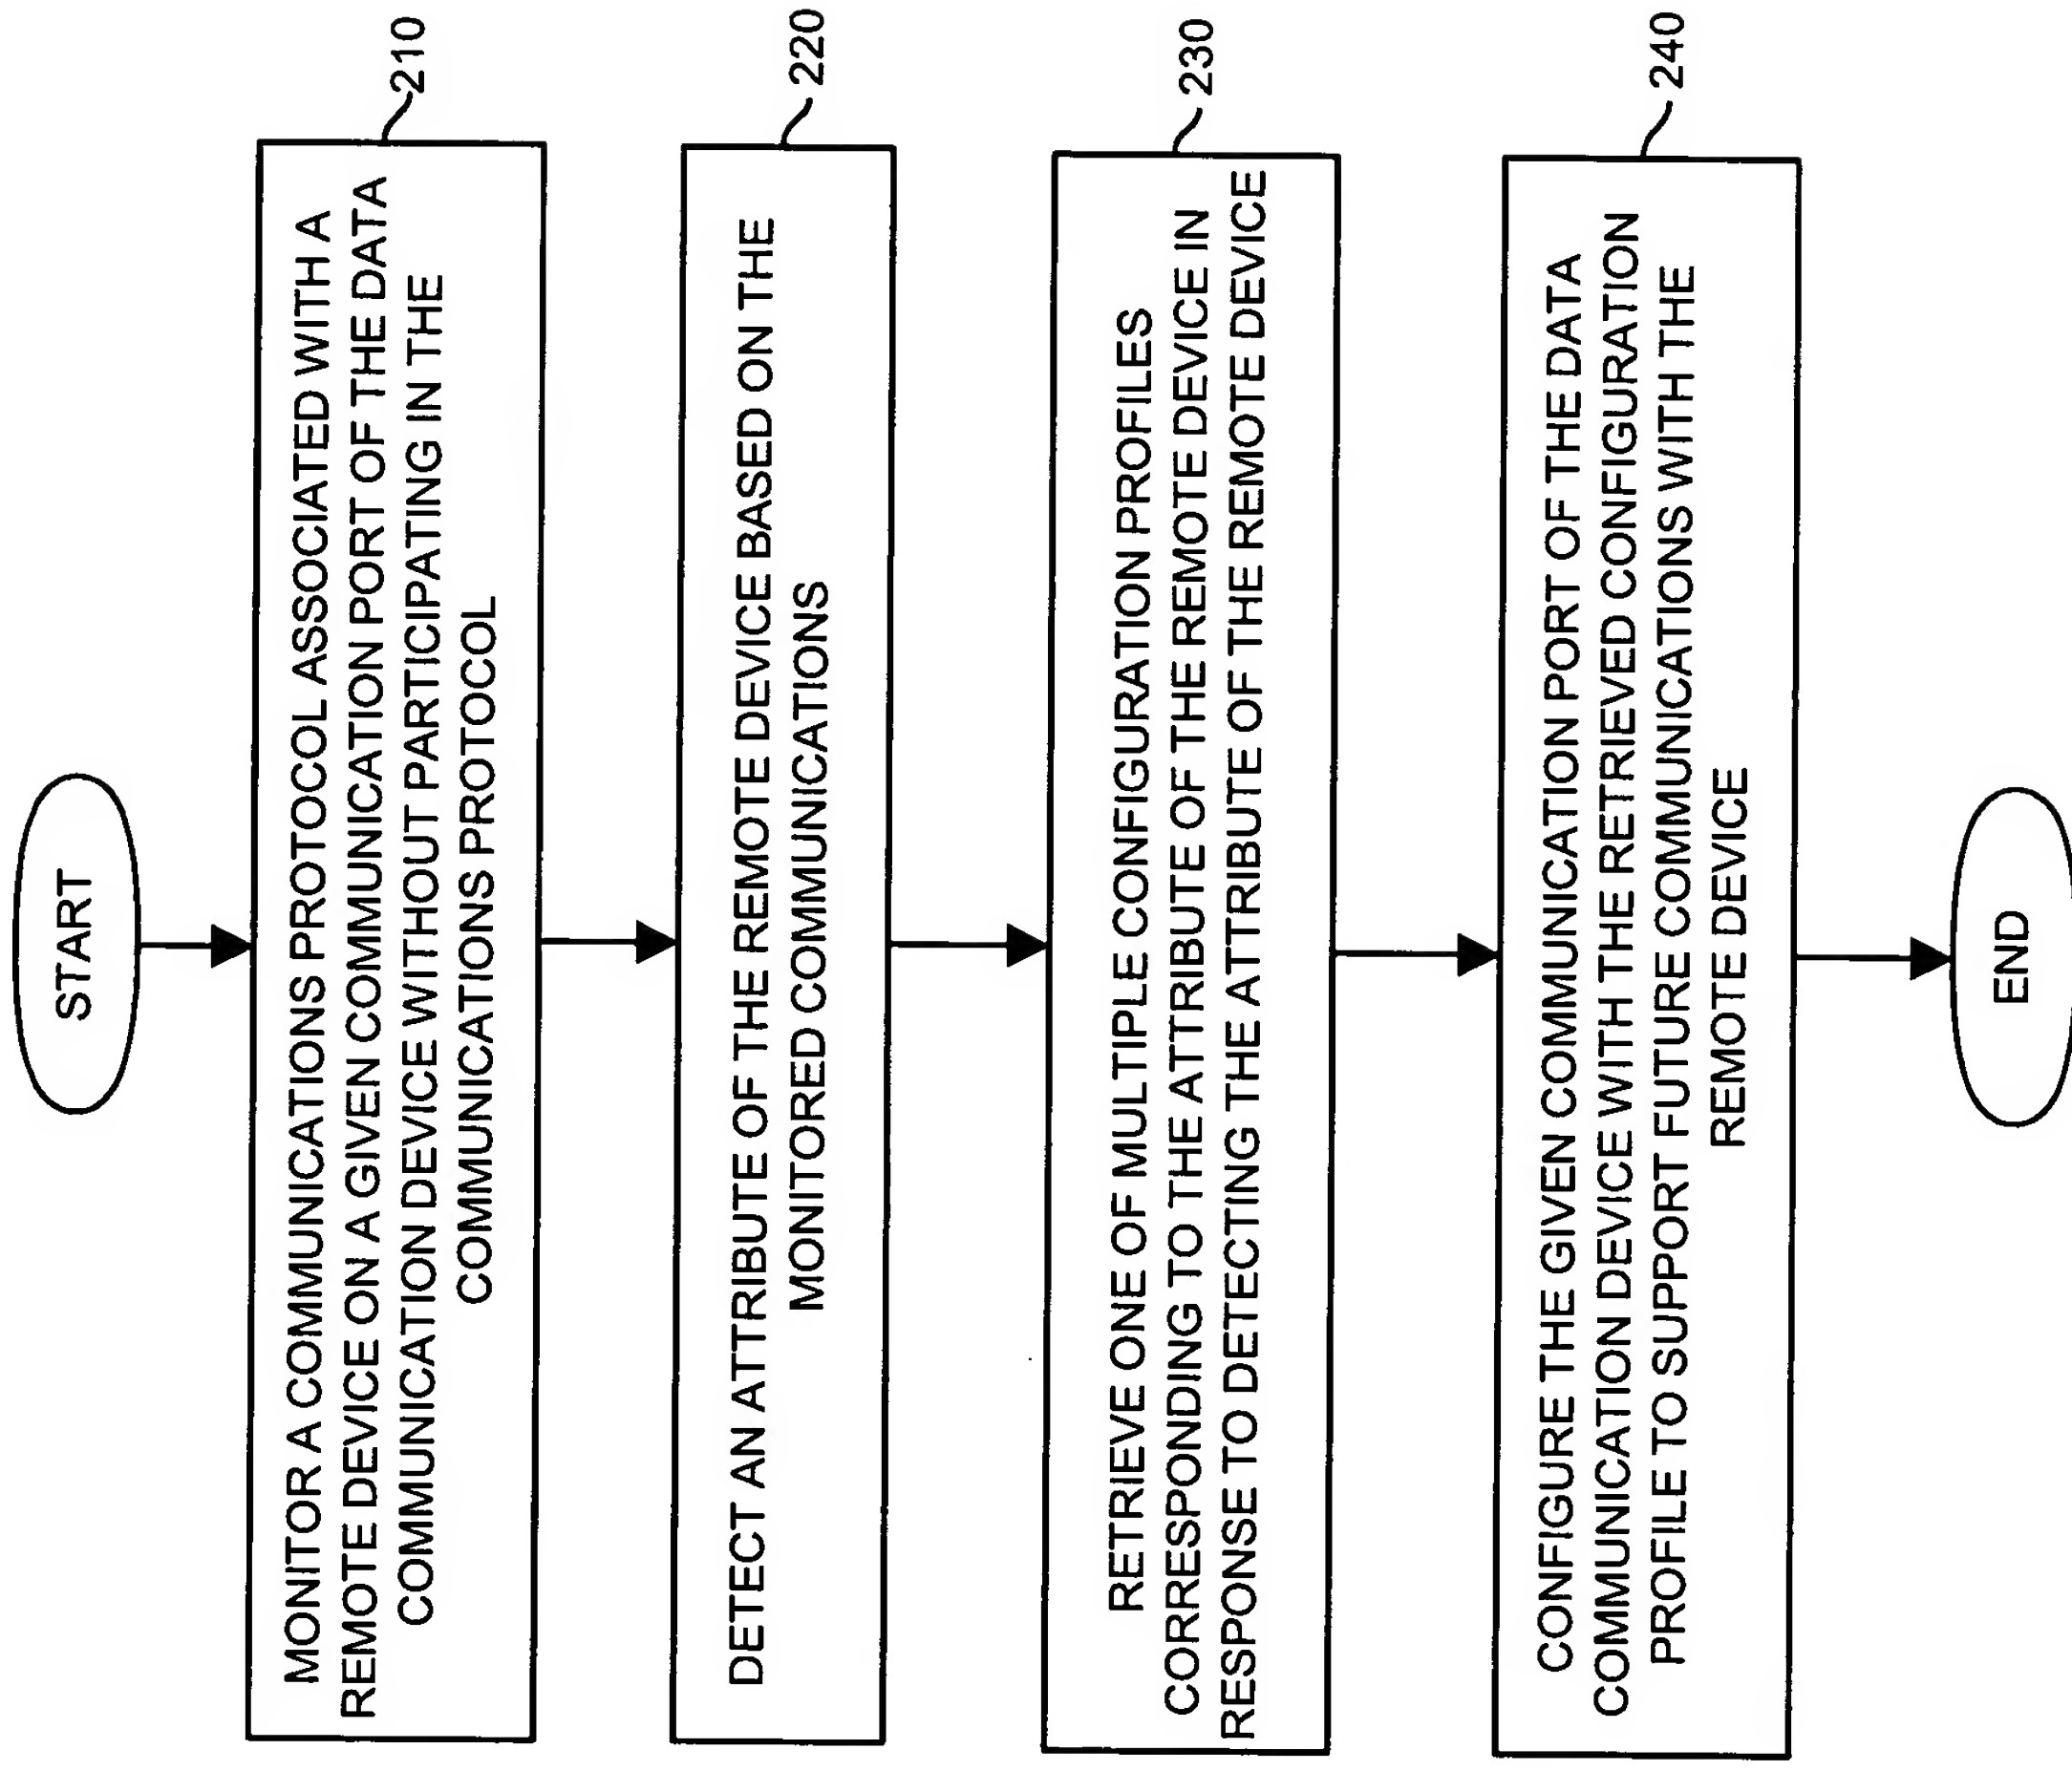 START
MONITOR A COMMUNICATIONS PROTOCOL ASSOCIATED WITH A
REMOTE DEVICE ON A GIVEN COMMUNICATION PORT OF THE DATA
COMMUNICATION DEVICE WITHOUT PARTICIPATING IN THE
COMMUNICATIONS PROTOCOL
210
DETECT AN ATTRIBUTE OF THE REMOTE DEVICE BASED ON THE
MONITORED COMMUNICATIONS
220
RETRIEVE ONE OF MULTIPLE CONFIGURATION PROFILES
CORRESPONDING TO THE ATTRIBUTE OF THE REMOTE DEVICE IN
RESPONSE TO DETECTING THE ATTRIBUTE OF THE REMOTE DEVICE
230
CONFIGURE THE GIVEN COMMUNICATION PORT OF THE DATA
COMMUNICATION DEVICE WITH THE RETRIEVED CONFIGURATION
PROFILE TO SUPPORT FUTURE COMMUNICATIONS WITH THE
REMOTE DEVICE
240
END